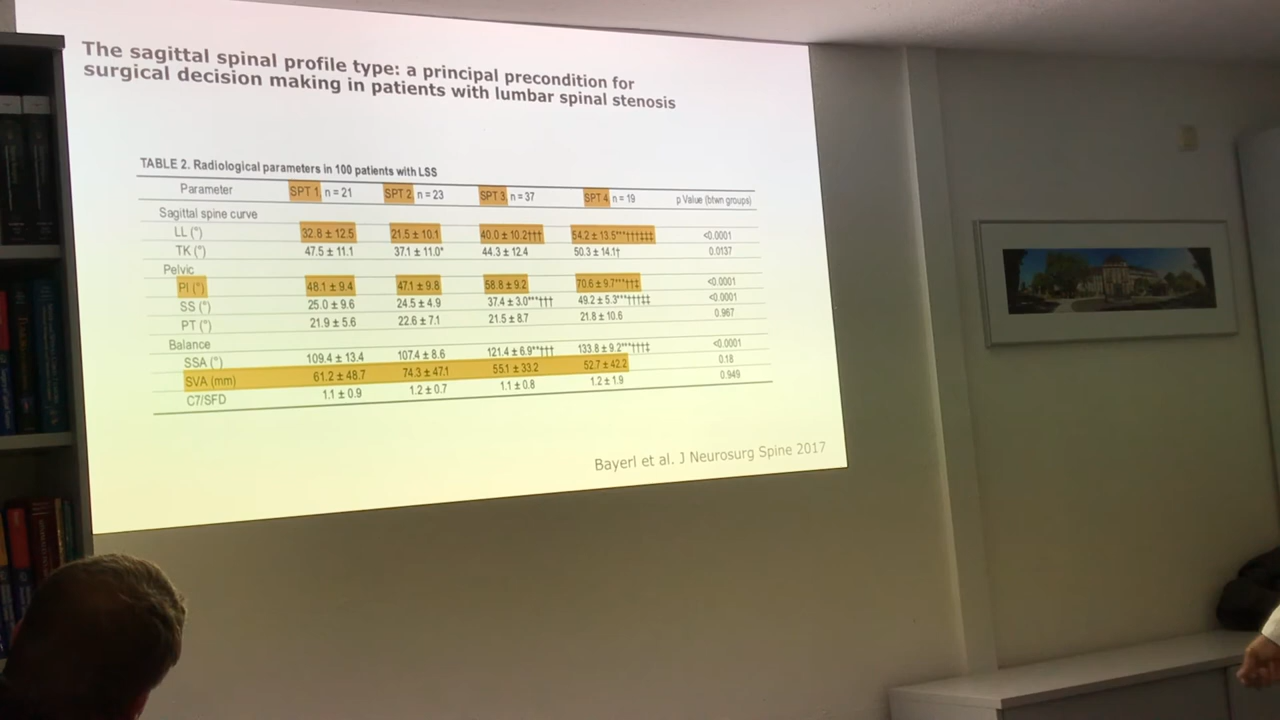 The sagittal spinal profile type: a principal precondition for
surgical decision making in patients with lumbar spinal stenosis
TABLE 2. Radiological parameters in 100 patients with LSS
Parameter SPT 1, n = 21 SPT 2, n = 23 SPT 3, n = 37 SPT 4, n = 19 p Value (btwn groups)
Sagittal spine curve
LL (°) 32.8 ± 12.5 21.5 ± 10.1 40.0 ± 10.2††† 54.2 ± 13.5***†††‡‡‡ <0.0001
TK (°) 47.5 ± 11.1 37.1 ± 11.0* 44.3 ± 12.4 50.3 ± 14.1† 0.0137
Pelvic
PI (°) 48.1 ± 9.4 47.1 ± 9.8 58.8 ± 9.2 70.6 ± 9.7 <0.0001
SS (°) 25.0 ± 9.6 24.5 ± 4.9 37.4 ± 3.0***††† 49.2 ± 5.3 <0.0001
PT (°) 21.9 ± 5.6 22.6 ± 7.1 21.5 ± 8.7 21.8 ± 10.6 0.967
Balance
SSA (°) 109.4 ± 13.4 107.4 ± 8.6 121.4 ± 6.9**††† 133.8 ± 9.2 <0.0001
SVA (mm) 61.2 ± 48.7 74.3 ± 47.1 55.1 ± 33.2 52.7 ± 42.2 0.18
C7/SFD 1.1 ± 0.9 1.2 ± 0.7 1.1 ± 0.8 1.2 ± 1.9 0.949
Bayerl et al. J Neurosurg Spine 2017